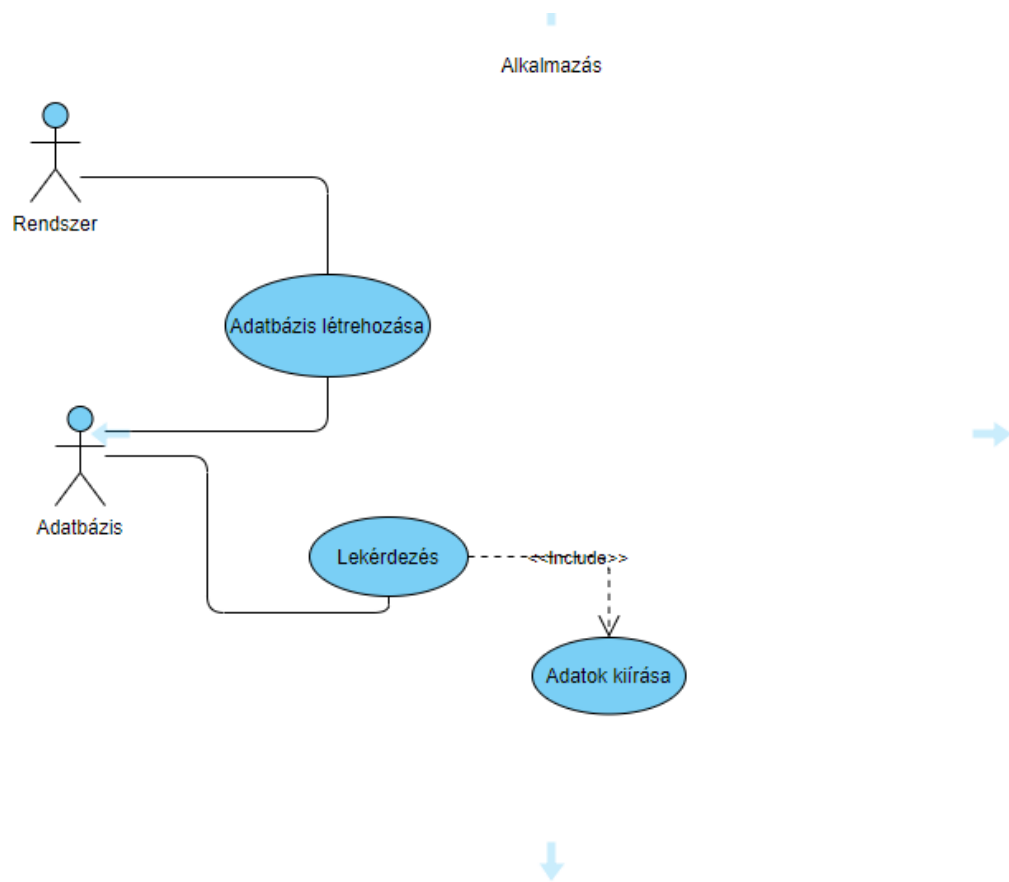 Alkalmazás
Rendszer
Adatbázis létrehozása
Adatbázis
Lekérdezés
<<Include>>
Adatok kiírása